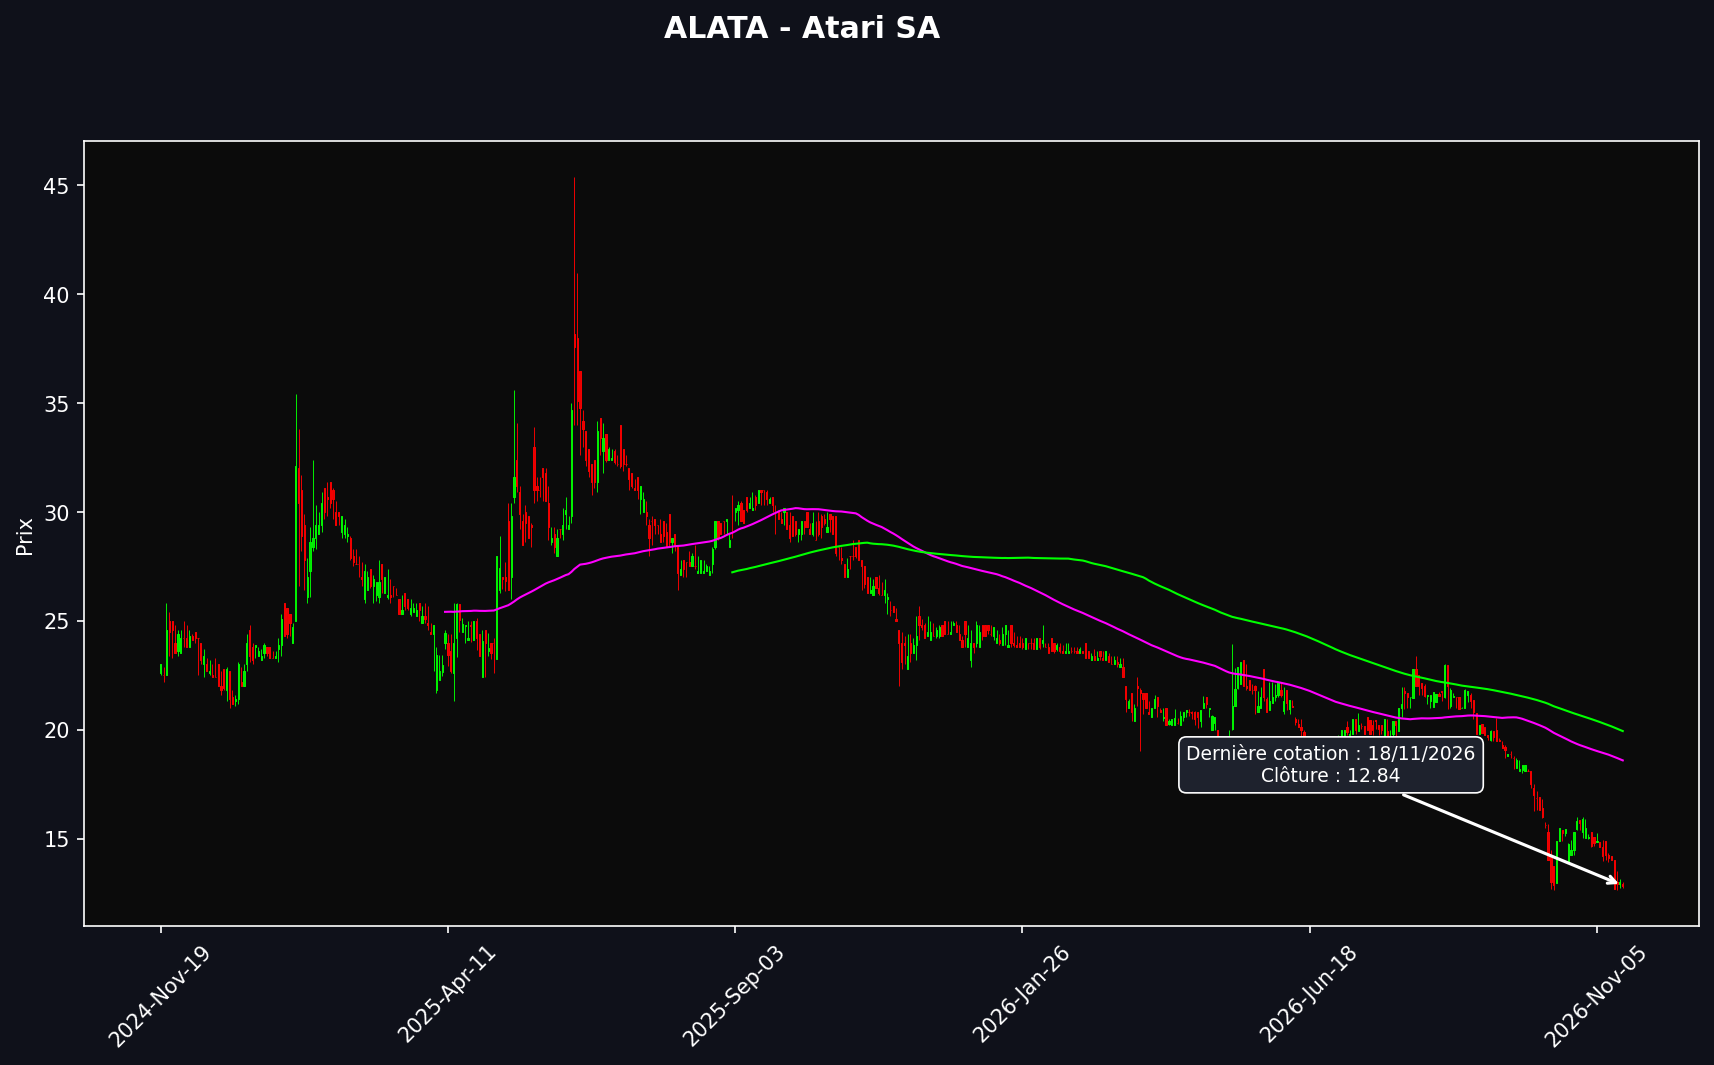 ALATA - Atari SA
Prix
45
40
35
30
25
20
15
Dernière cotation : 18/11/2026
Clôture : 12.84
2024-Nov-19
2025-Apr-11
2025-Sep-03
2026-Jan-26
2026-Jun-18
2026-Nov-05